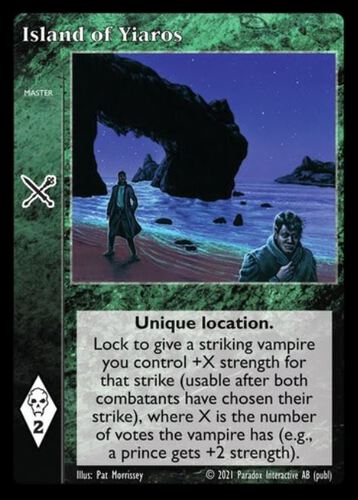 Island of Yiaros
MASTER
Unique location.
Lock to give a striking vampire
you control +X strength for
that strike (usable after both
combatants have chosen their
strike), where X is the number
of votes the vampire has (e.g.,
a prince gets +2 strength).
2
Illus: Pat Morrissey
© 2021 Paradox Interactive AB (publ)